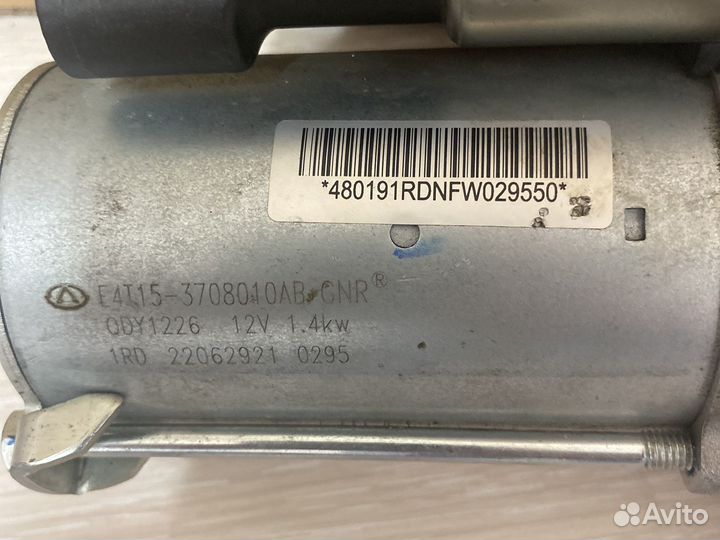 *480191RDNFW029550*
E4T15-3708010AB CNR®
QDY1226 12V 1.4kw
1RD 22062921 0295
Avito